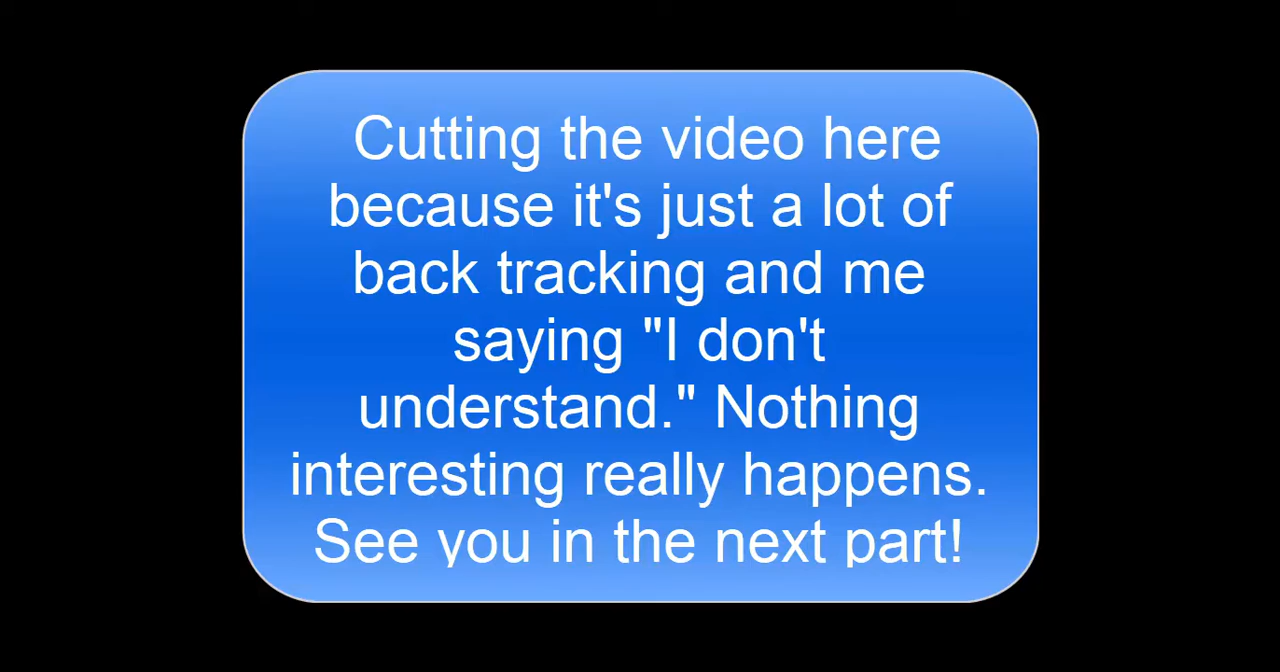 Cutting the video here
because it's just a lot of
back tracking and me
saying "I don't
understand." Nothing
interesting really happens.
See you in the next part!